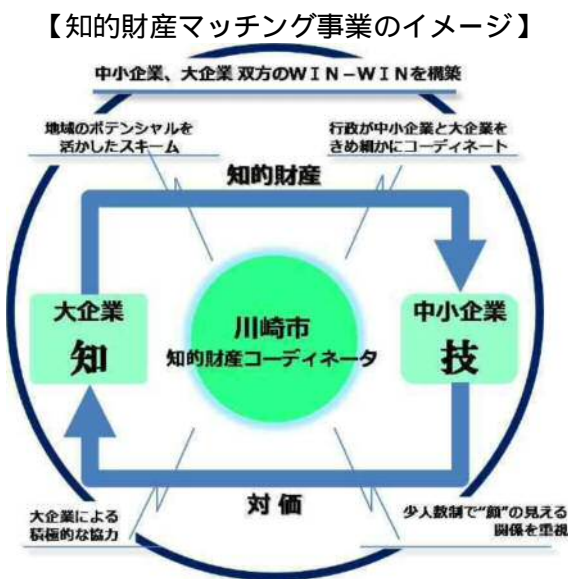 【知的財産マッチング事業のイメージ】
中小企業、大企業 双方のWIN－WINを構築
地域のポテンシャルを
活かしたスキーム
行政が中小企業と大企業を
きめ細かにコーディネート
知的財産
大企業
知
川崎市
知的財産コーディネータ
中小企業
技
対価
大企業による
積極的な協力
少人数制で“顔”の見える
関係を重視